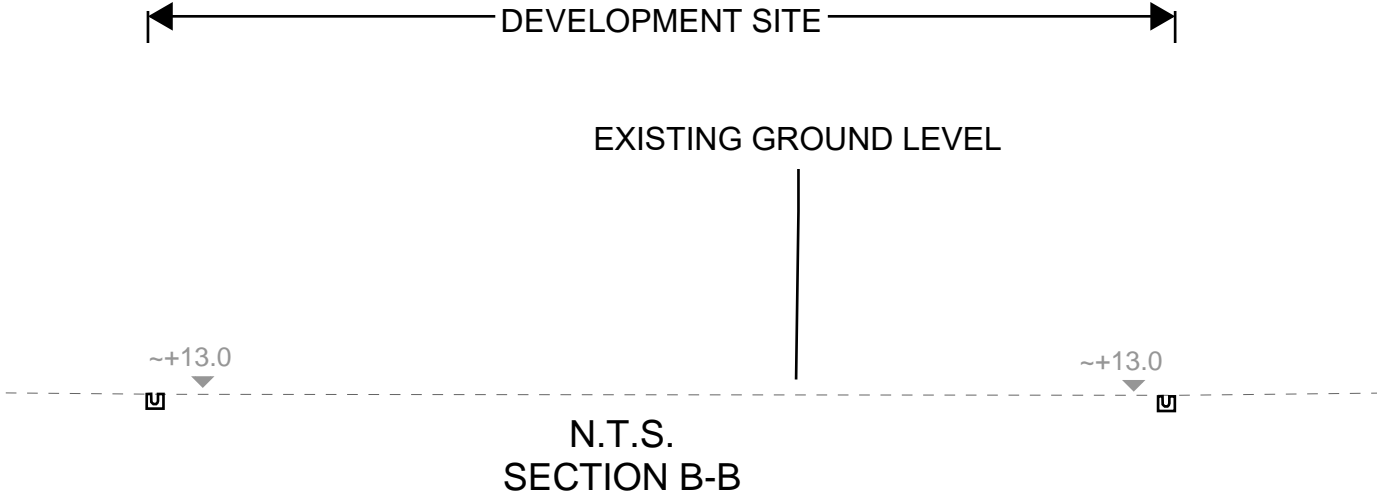 DEVELOPMENT SITE
EXISTING GROUND LEVEL
~+13.0
~+13.0
N.T.S.
SECTION B-B